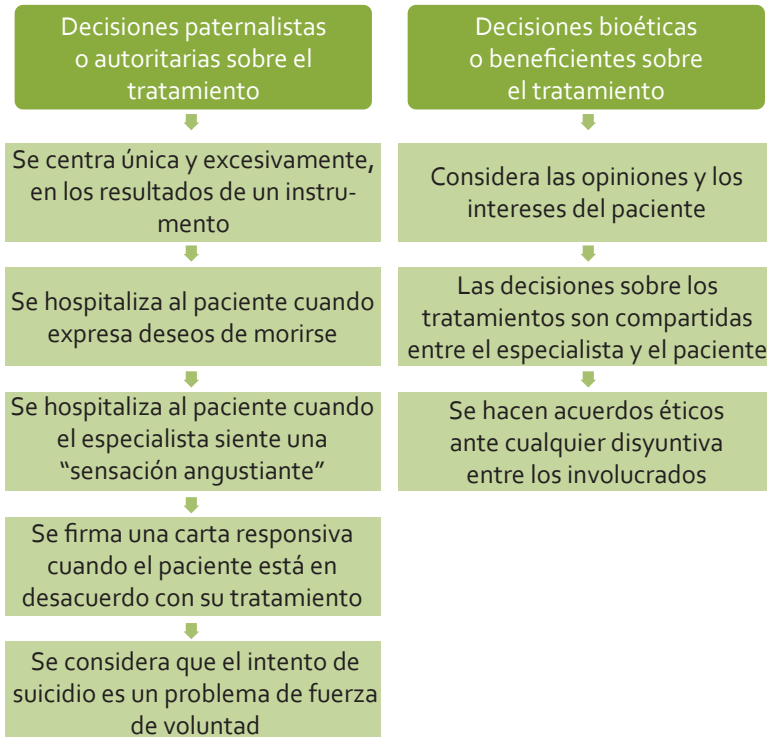 Decisiones paternalistas
o autoritarias sobre el
tratamiento
Se centra única y excesivamente,
en los resultados de un instru-
mento
Se hospitaliza al paciente cuando
expresa deseos de morirse
Se hospitaliza al paciente cuando
el especialista siente una
“sensación angustiante”
Se firma una carta responsiva
cuando el paciente está en
desacuerdo con su tratamiento
Se considera que el intento de
suicidio es un problema de fuerza
de voluntad
Decisiones bioéticas
o beneficientes sobre
el tratamiento
Considera las opiniones y los
intereses del paciente
Las decisiones sobre los
tratamientos son compartidas
entre el especialista y el paciente
Se hacen acuerdos éticos
ante cualquier disyuntiva
entre los involucrados